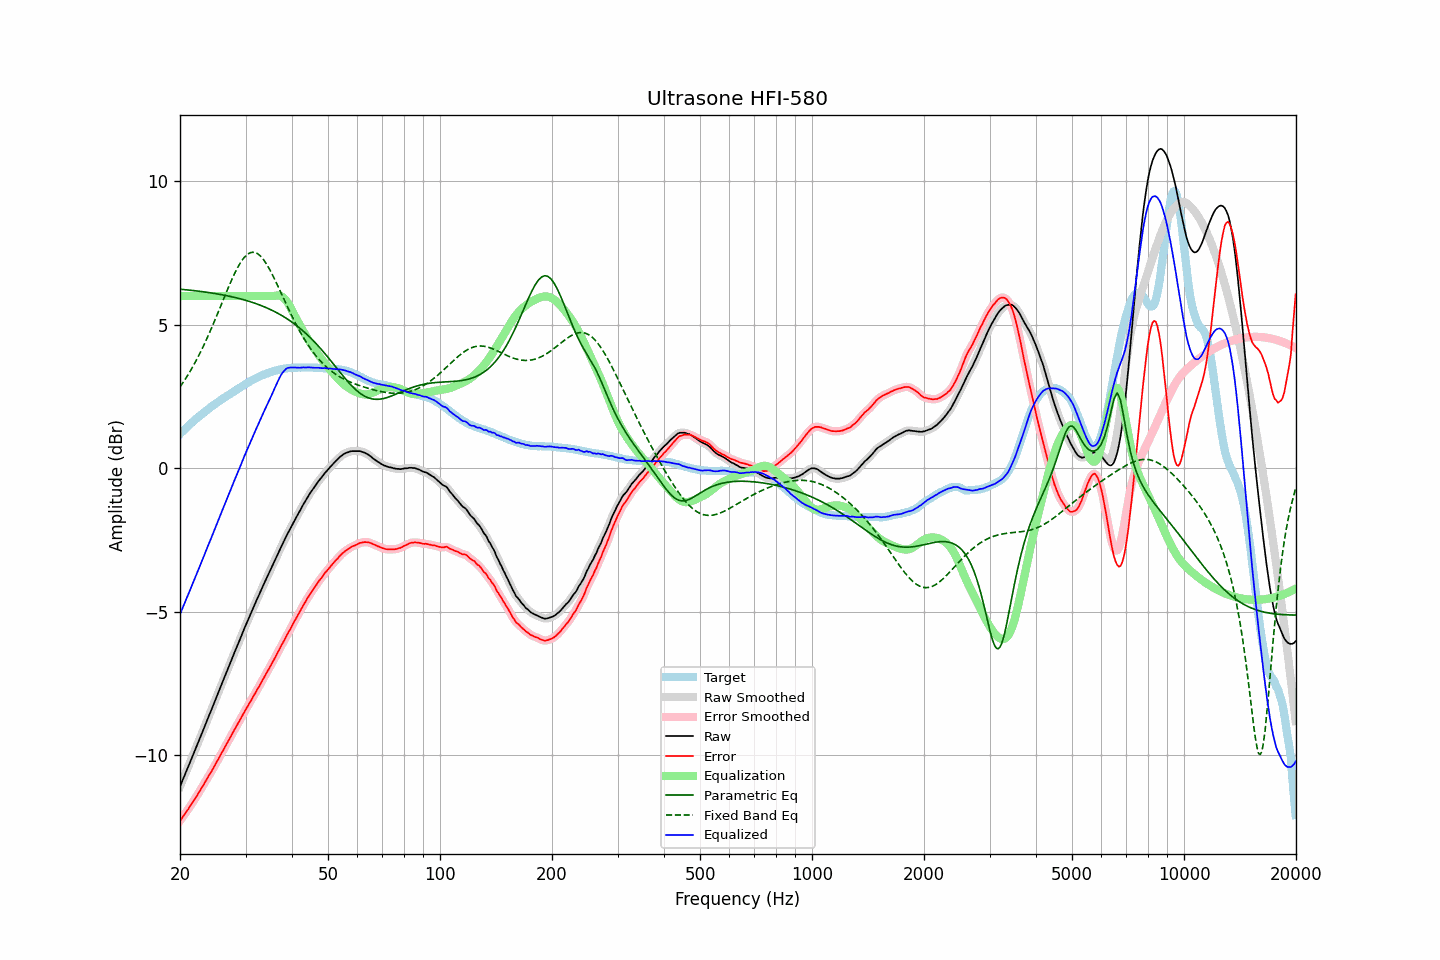 Ultrasone HFI-580
Amplitude (dBr)
10
5
0
−5
−10
20
50
100
200
500
1000
2000
5000
10000
20000
Frequency (Hz)
Target
Raw Smoothed
Error Smoothed
Raw
Error
Equalization
Parametric Eq
Fixed Band Eq
Equalized